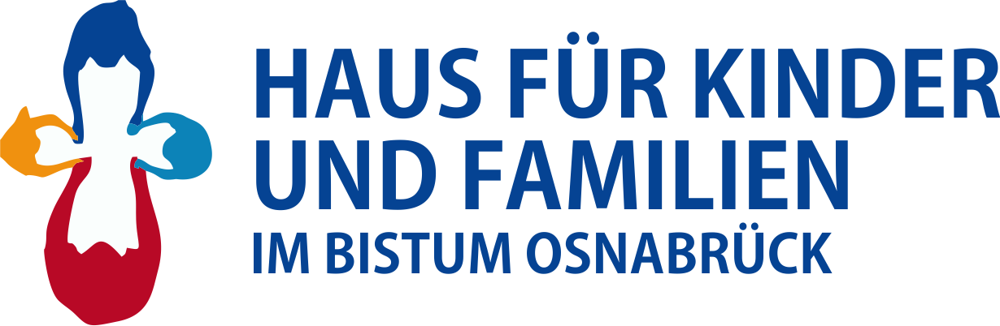 HAUS FÜR KINDER
UND FAMILIEN
IM BISTUM OSNABRÜCK